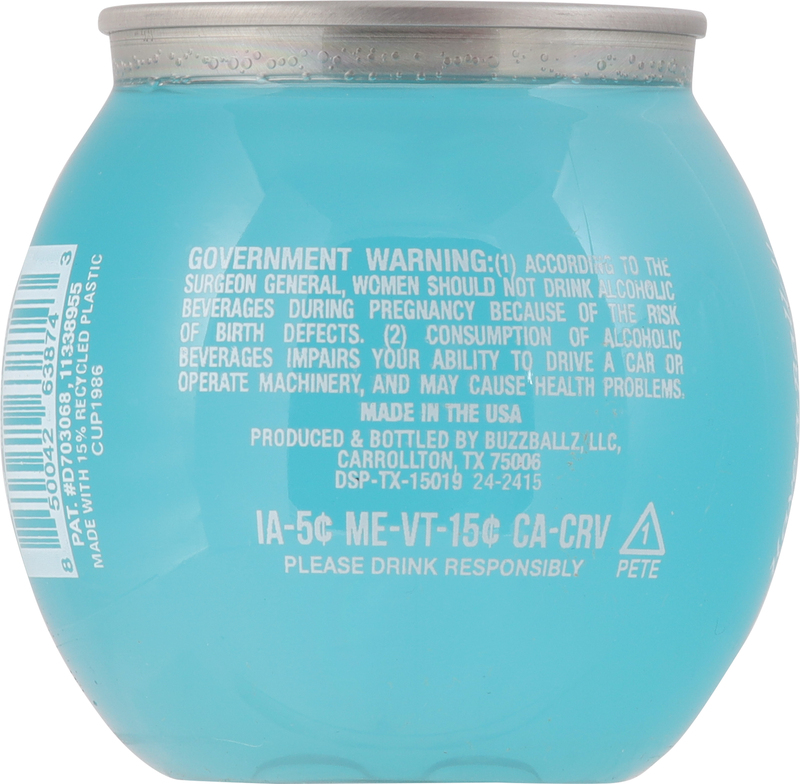 GOVERNMENT WARNING:(1) ACCORDING TO THE
SURGEON GENERAL, WOMEN SHOULD NOT DRINK ALCOHOLIC
BEVERAGES DURING PREGNANCY BECAUSE OF THE RISK
OF BIRTH DEFECTS. (2) CONSUMPTION OF ALCOHOLIC
BEVERAGES IMPAIRS YOUR ABILITY TO DRIVE A CAR OR
OPERATE MACHINERY, AND MAY CAUSE HEALTH PROBLEMS.
MADE IN THE USA
PRODUCED & BOTTLED BY BUZZBALLZ, LLC,
CARROLLTON, TX 75006
DSP-TX-15019 24-2415
IA-5¢ ME-VT-15¢ CA-CRV
1
PETE
PLEASE DRINK RESPONSIBLY
8 50042 63874 3
PAT. #D703068, 11338955
MADE WITH 15% RECYCLED PLASTIC
CUP1986